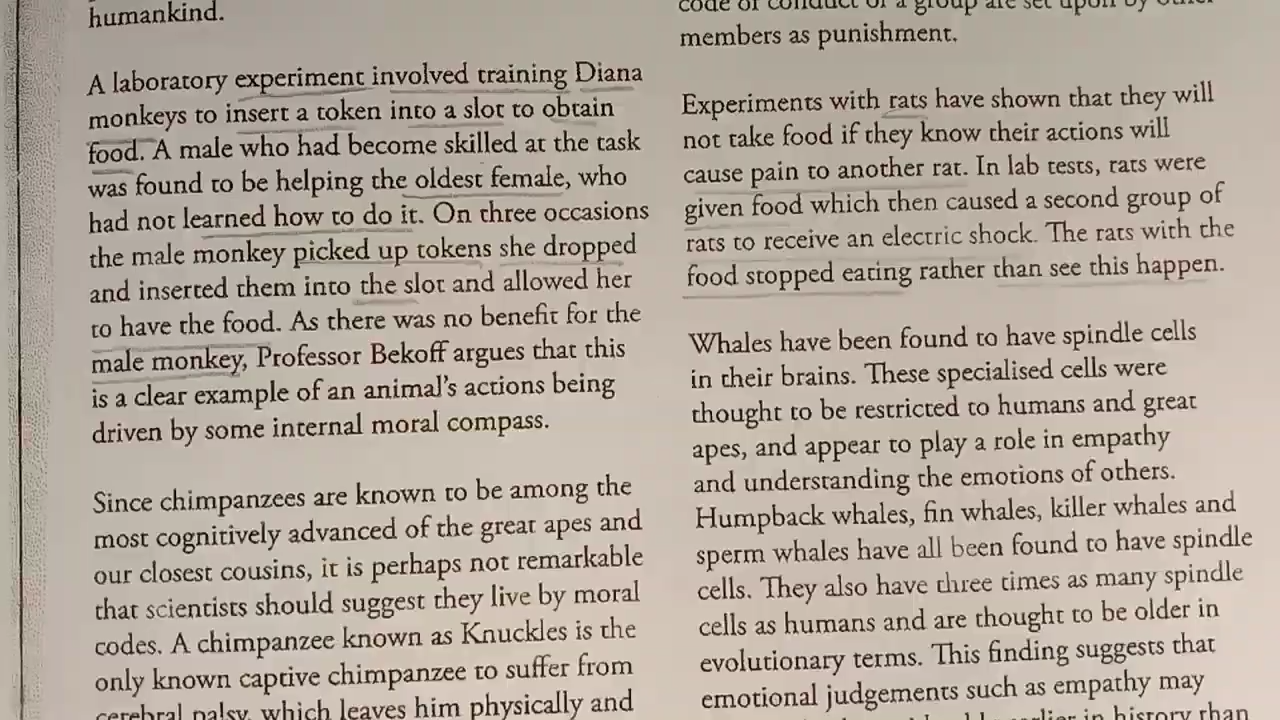 humankind.
A laboratory experiment involved training Diana
monkeys to insert a token into a slot to obtain
food. A male who had become skilled at the task
was found to be helping the oldest female, who
had not learned how to do it. On three occasions
the male monkey picked up tokens she dropped
and inserted them into the slot and allowed her
to have the food. As there was no benefit for the
male monkey, Professor Bekoff argues that this
is a clear example of an animal's actions being
driven by some internal moral compass.
Since chimpanzees are known to be among the
most cognitively advanced of the great apes and
our closest cousins, it is perhaps not remarkable
that scientists should suggest they live by moral
codes. A chimpanzee known as Knuckles is the
only known captive chimpanzee to suffer from
cerebral palsy, which leaves him physically and
code of conduct of a group are set upon by other
members as punishment.
Experiments with rats have shown that they will
not take food if they know their actions will
cause pain to another rat. In lab tests, rats were
given food which then caused a second group of
rats to receive an electric shock. The rats with the
food stopped eating rather than see this happen.
Whales have been found to have spindle cells
in their brains. These specialised cells were
thought to be restricted to humans and great
apes, and appear to play a role in empathy
and understanding the emotions of others.
Humpback whales, fin whales, killer whales and
sperm whales have all been found to have spindle
cells. They also have three times as many spindle
cells as humans and are thought to be older in
evolutionary terms. This finding suggests that
emotional judgements such as empathy may
earlier in history than